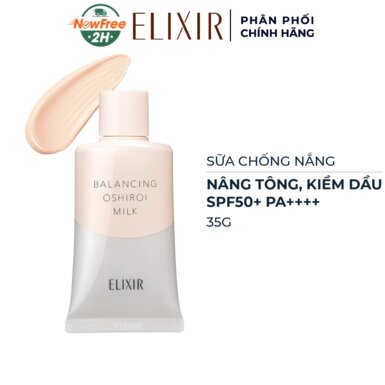 NowFree
2H
ELIXIR
PHÂN PHỐI
CHÍNH HÃNG
BALANCING
OSHIROI
MILK
ELIXIR
SỮA CHỐNG NẮNG
NÂNG TÔNG, KIỀM DẦU
SPF50+ PA++++
35G